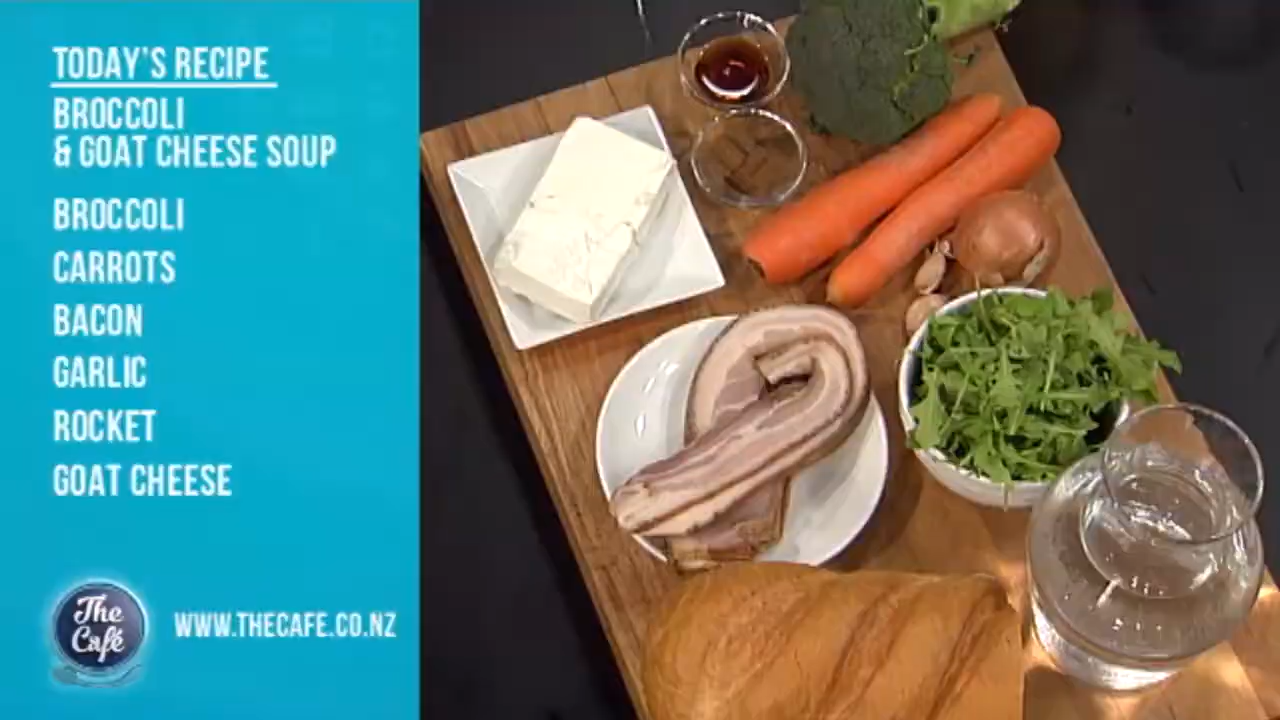 TODAY'S RECIPE
BROCCOLI
& GOAT CHEESE SOUP
BROCCOLI
CARROTS
BACON
GARLIC
ROCKET
GOAT CHEESE
The
Café
WWW.THECAFE.CO.NZ